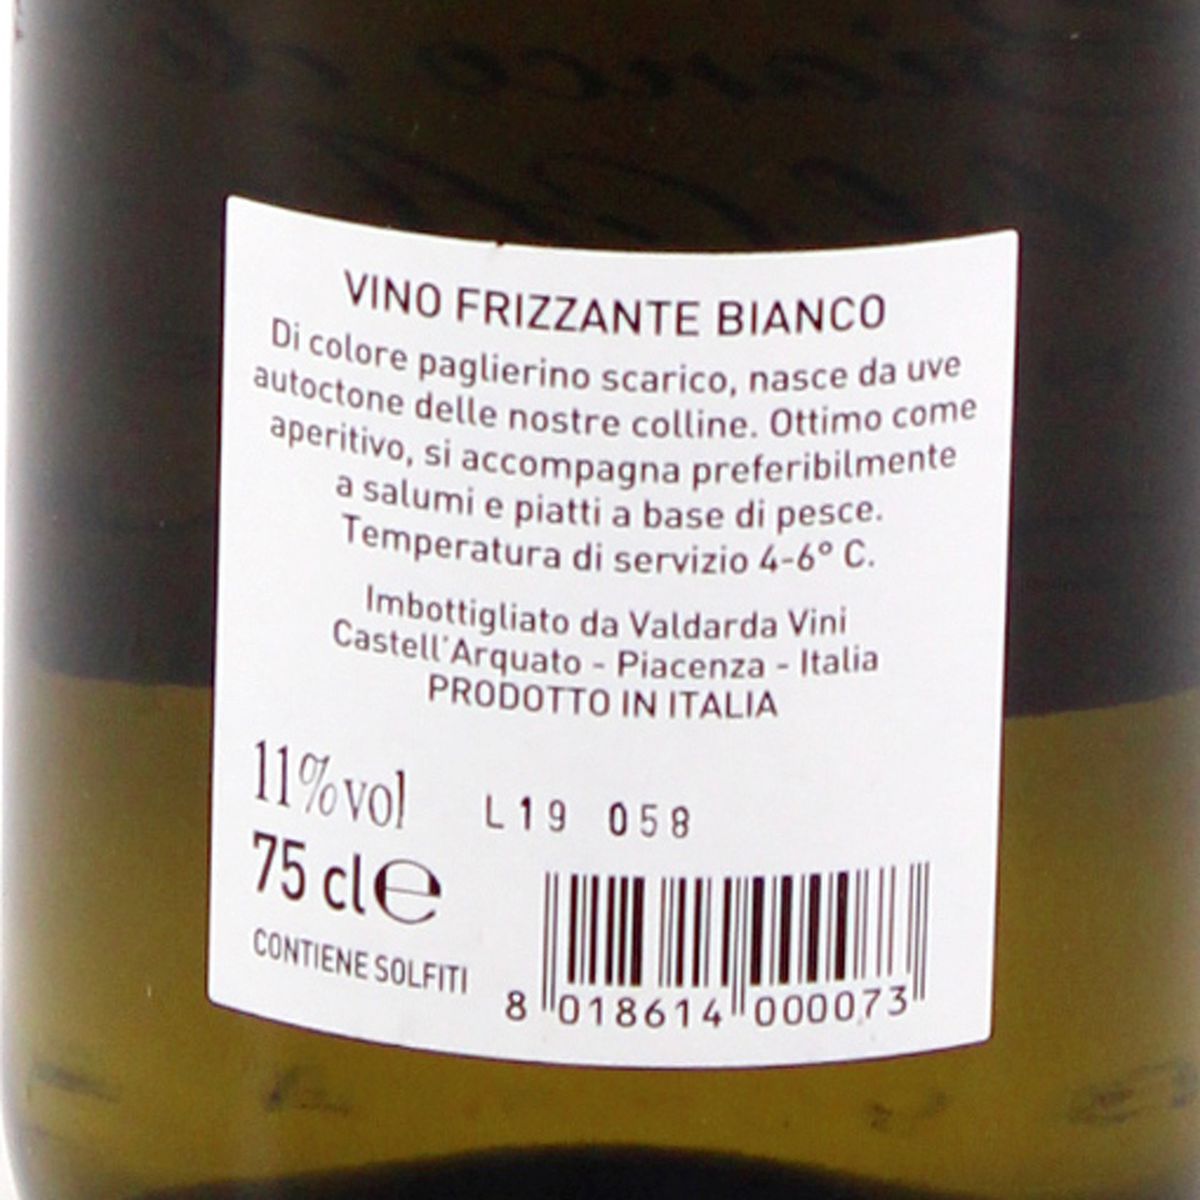 VINO FRIZZANTE BIANCO
Di colore paglierino scarico, nasce da uve
autoctone delle nostre colline. Ottimo come
aperitivo, si accompagna preferibilmente
a salumi e piatti a base di pesce.
Temperatura di servizio 4-6° C.
Imbottigliato da Valdarda Vini
Castell'Arquato - Piacenza - Italia
PRODOTTO IN ITALIA
11%vol
L19 058
75 cl ℮
CONTIENE SOLFITI
8 018614 000073